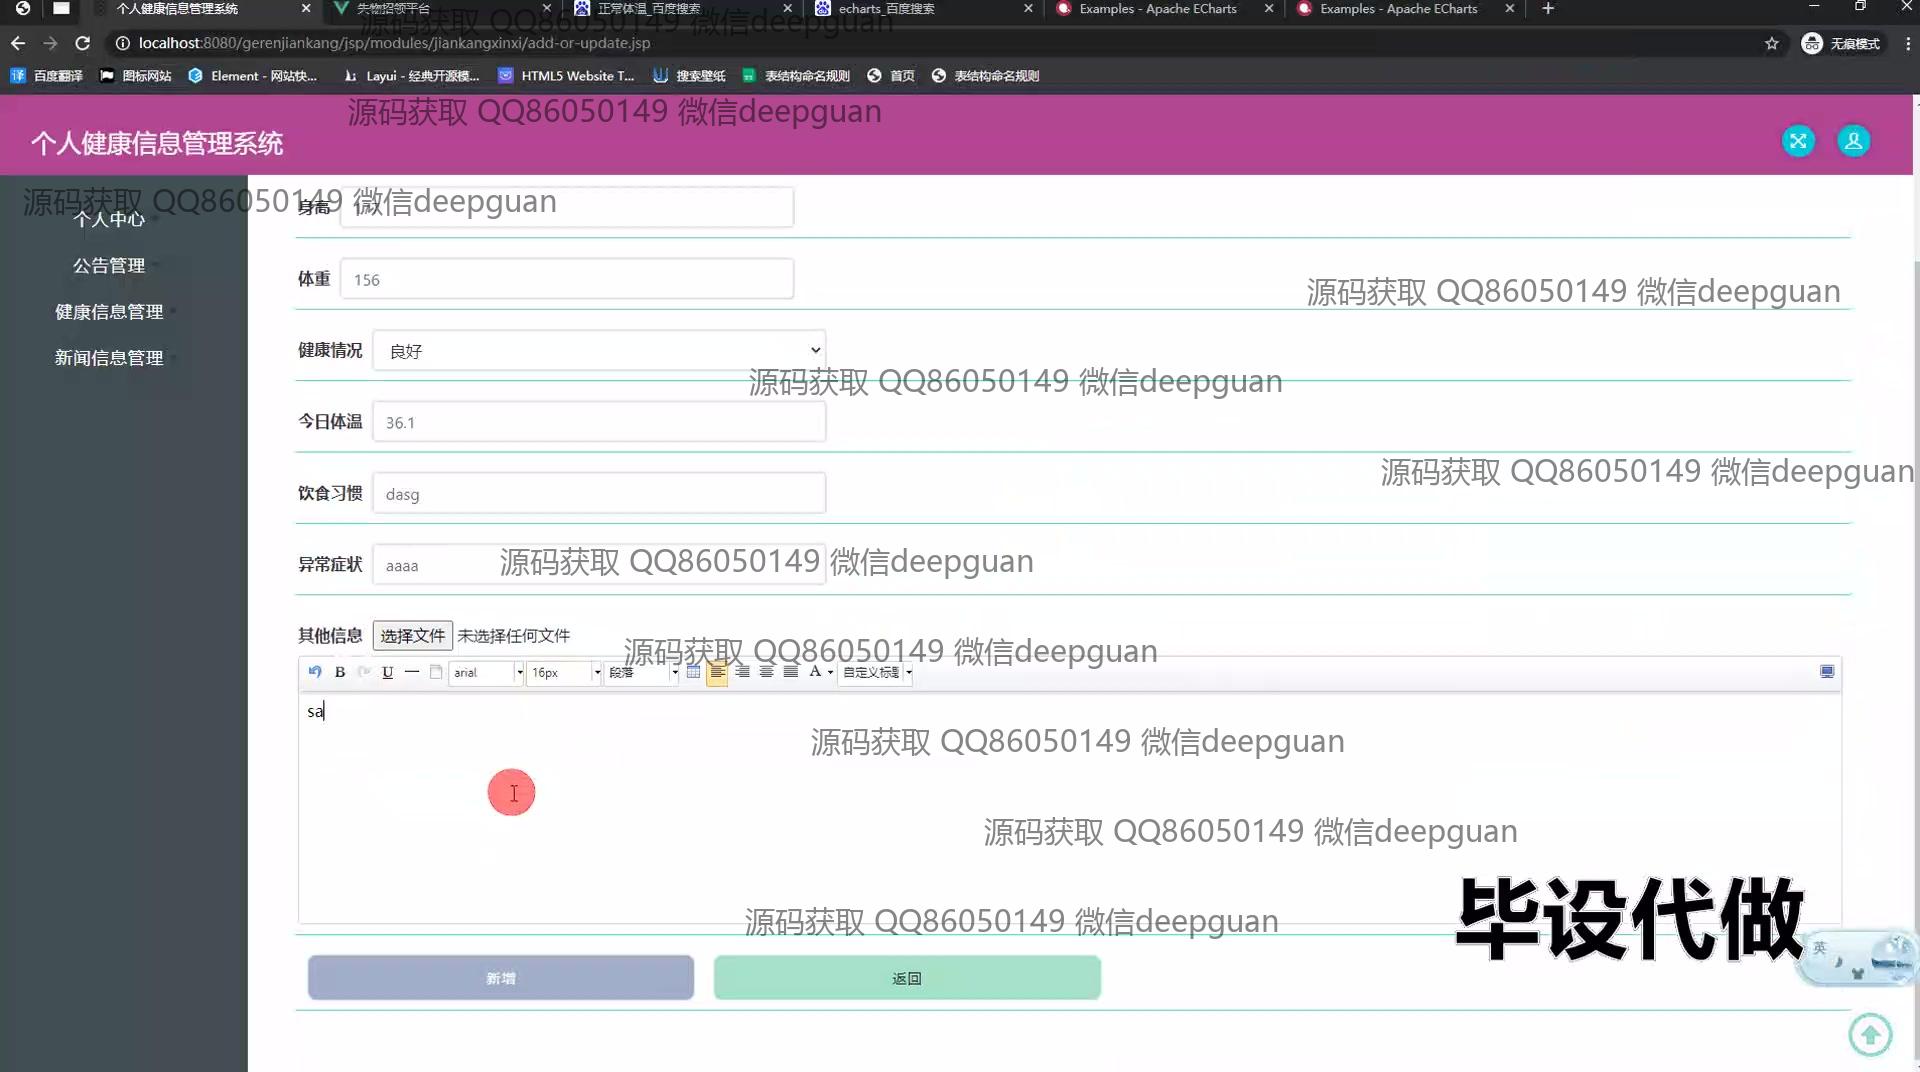 个人健康信息管理系统
失物招领平台
正常体温_百度搜索
echarts_百度搜索
Examples - Apache ECharts
Examples - Apache ECharts
源码获取 QQ86050149 微信deepguan
localhost:8080/gerenjiankang/jsp/modules/jiankangxinxi/add-or-update.jsp
无痕模式
译 百度翻译
图标网站
Element - 网站快...
Layui - 经典开源模...
HTML5 Website T...
搜索壁纸
表结构命名规则
首页
表结构命名规则
源码获取 QQ86050149 微信deepguan
个人健康信息管理系统
源码获取 QQ86050149 微信deepguan
个人中心
公告管理
健康信息管理
新闻信息管理
身高
体重 156
源码获取 QQ86050149 微信deepguan
健康情况 良好
源码获取 QQ86050149 微信deepguan
今日体温 36.1
源码获取 QQ86050149 微信deepguan
饮食习惯 dasg
异常症状 aaaa
源码获取 QQ86050149 微信deepguan
其他信息 选择文件 未选择任何文件
源码获取 QQ86050149 微信deepguan
B U arial 16px 段落 A 自定义标题
sa
源码获取 QQ86050149 微信deepguan
源码获取 QQ86050149 微信deepguan
毕设代做
源码获取 QQ86050149 微信deepguan
英
新增
返回